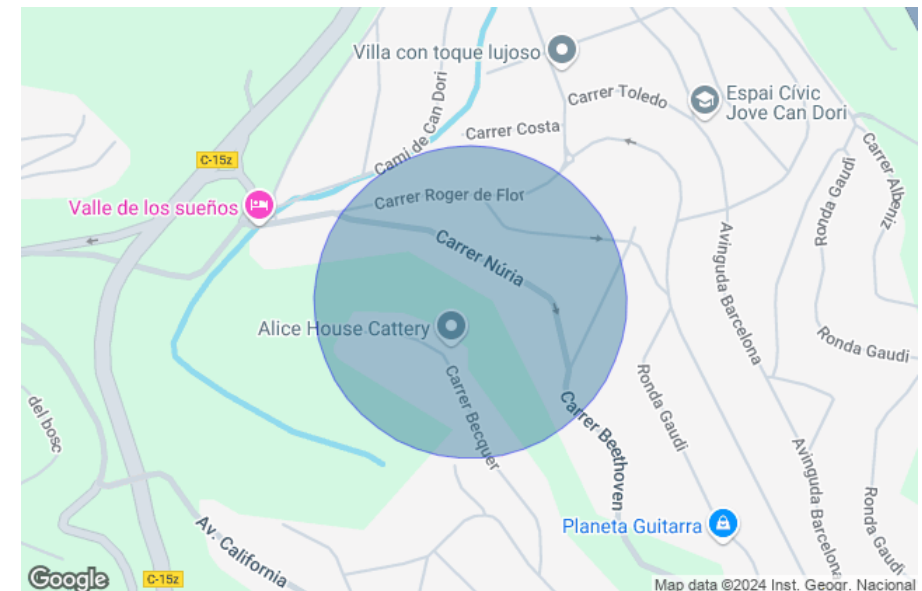 Villa con toque lujoso
Espai Cívic
Jove Can Dori
Carrer Toledo
Camí de Can Dori
Carrer Costa
C-15z
Carrer Albèniz
Ronda Gaudí
Valle de los sueños
Carrer Roger de Flor
Carrer Núria
Avinguda Barcelona
Alice House Cattery
Ronda Gaudi
Carrer Becquer
Ronda Gaudi
Carrer Beethoven
del bosc
Planeta Guitarra
Avinguda Barcelona
Ronda Gaudí
Av. California
Google
C-15z
Map data ©2024 Inst. Geogr. Nacional